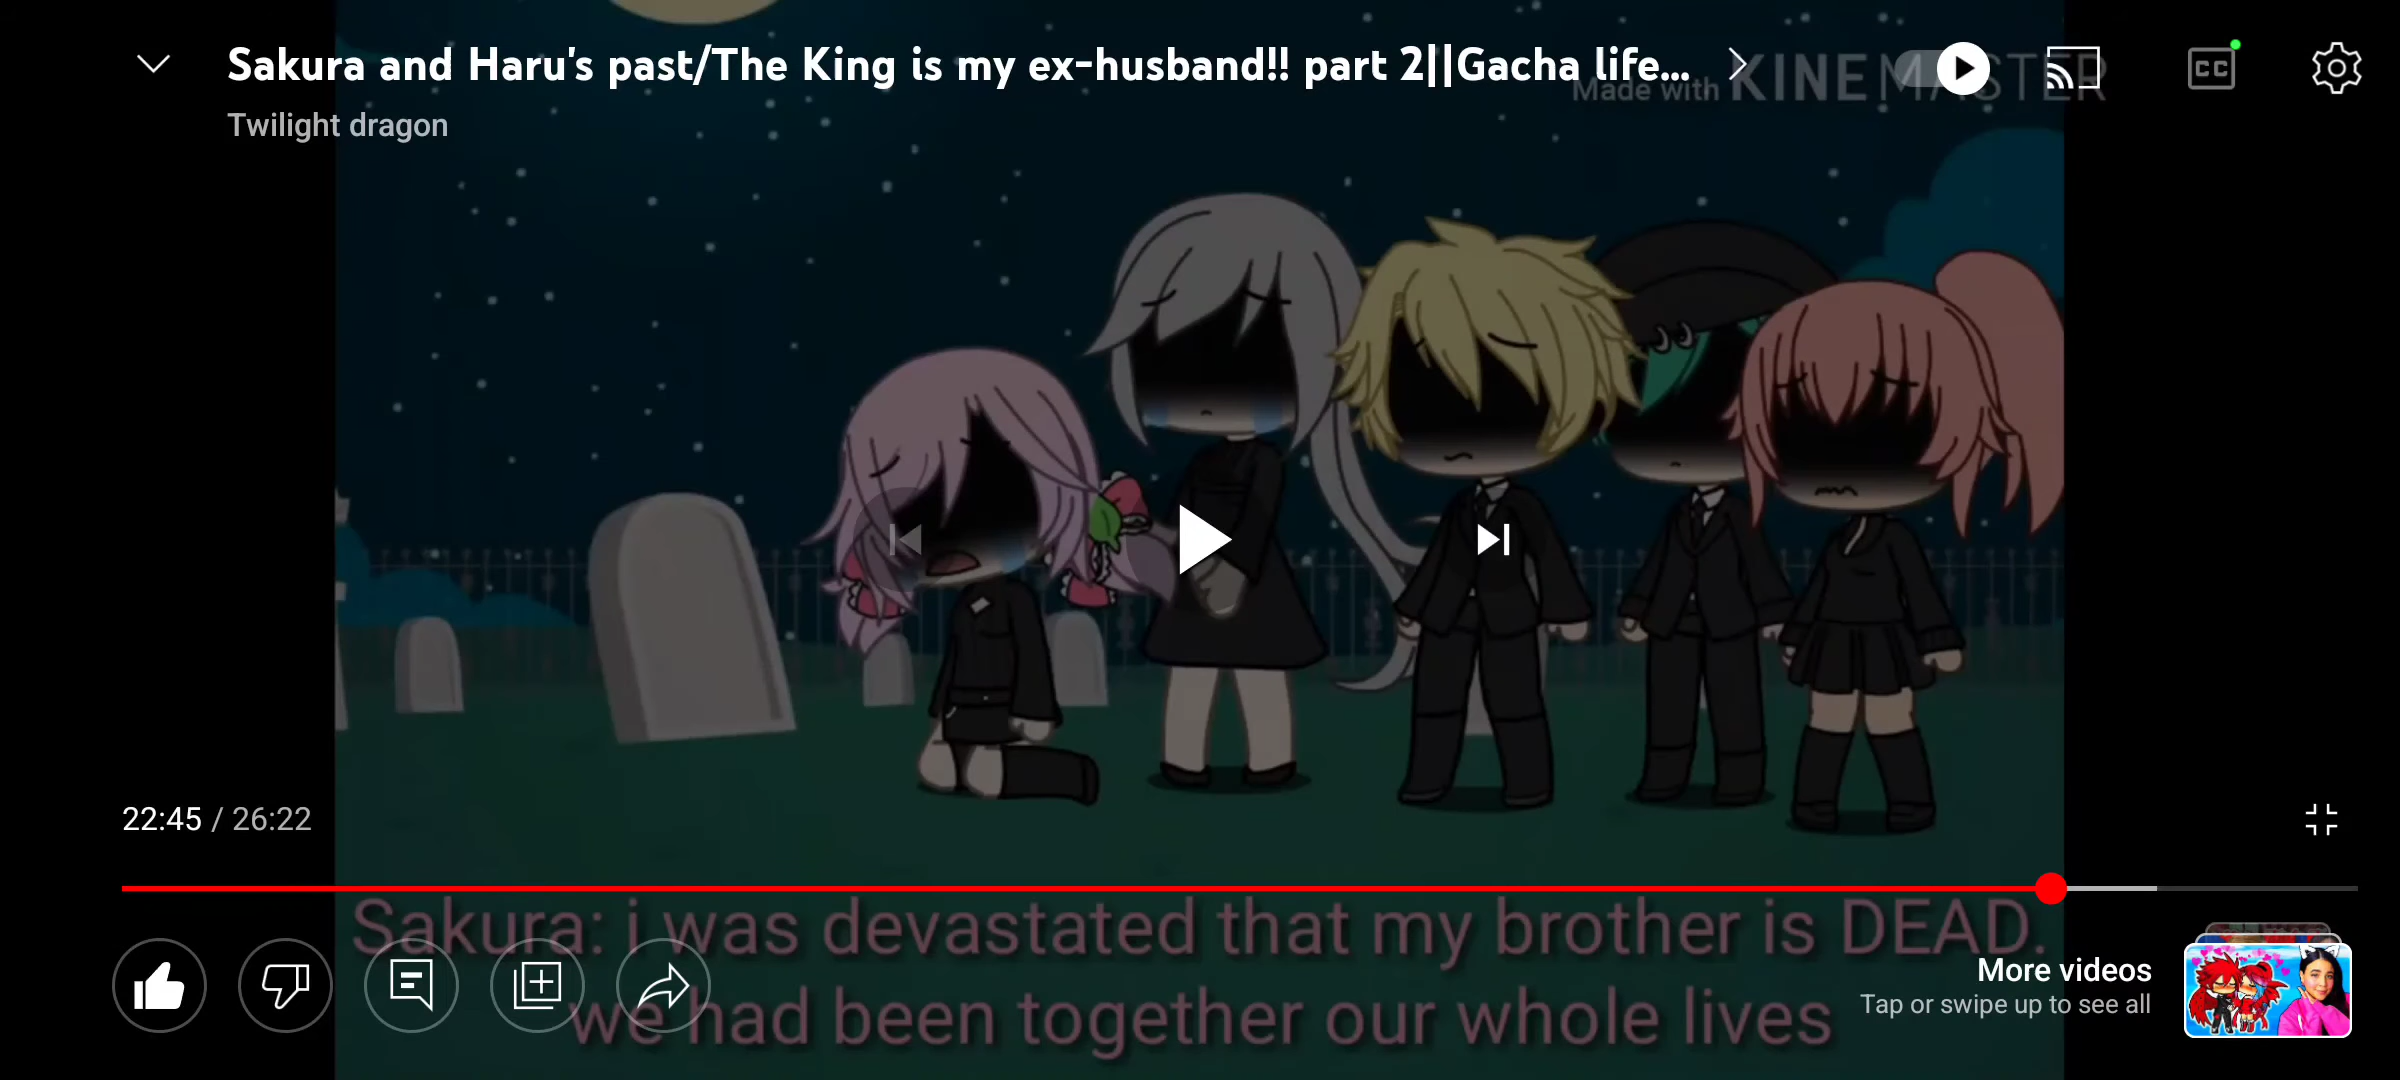 Sakura and Haru's past/The King is my ex-husband!! part 2||Gacha life...
Made with KINEMASTER
CC
Twilight dragon
22:45 / 26:22
Sakura: i was devastated that my brother is DEAD.
we had been together our whole lives
More videos
Tap or swipe up to see all